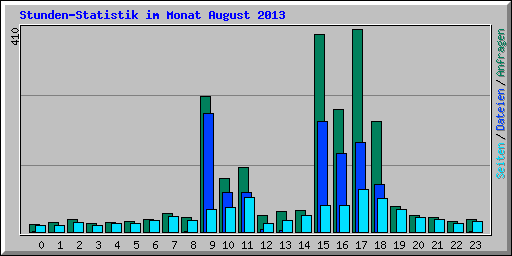 Stunden-Statistik im Monat August 2013
410
Seiten/Dateien/Anfragen
0 1 2 3 4 5 6 7 8 9 10 11 12 13 14 15 16 17 18 19 20 21 22 23